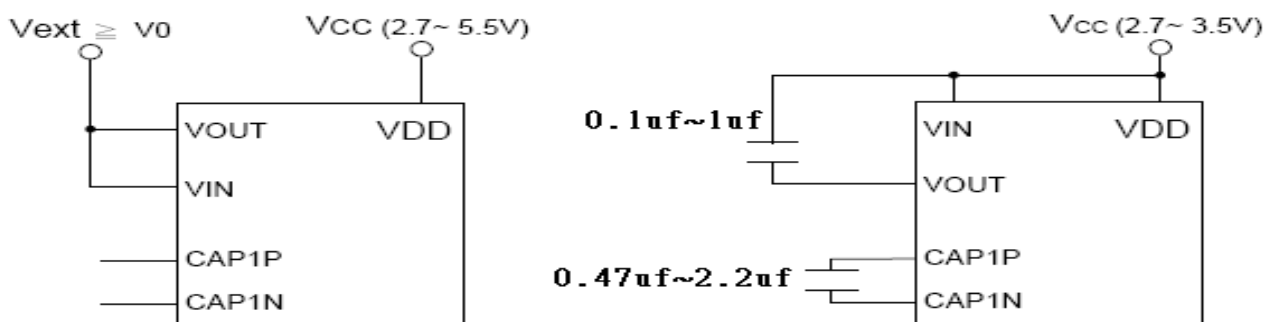 Vext ≧ V0
VCC (2.7~ 5.5V)
VOUT
VDD
VIN
CAP1P
CAP1N
Vcc (2.7~ 3.5V)
0.1uf~1uf
VIN
VDD
VOUT
0.47uf~2.2uf
CAP1P
CAP1N